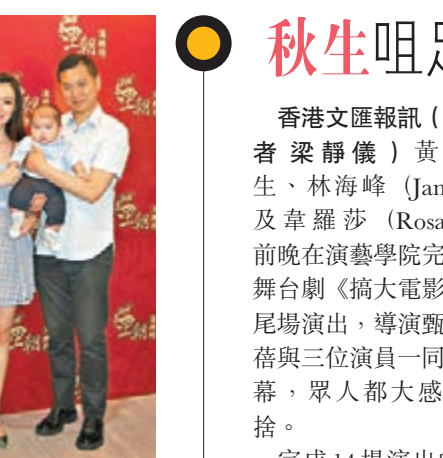 秋生咀
香港文匯報訊（
者 梁靜儀 ）黃
生、林海峰 (Jan
及韋羅莎 (Rosa
前晚在演藝學院完
舞台劇《搞大電影
尾場演出，導演甄
蓓與三位演員一同
幕，眾人都大感
捨。